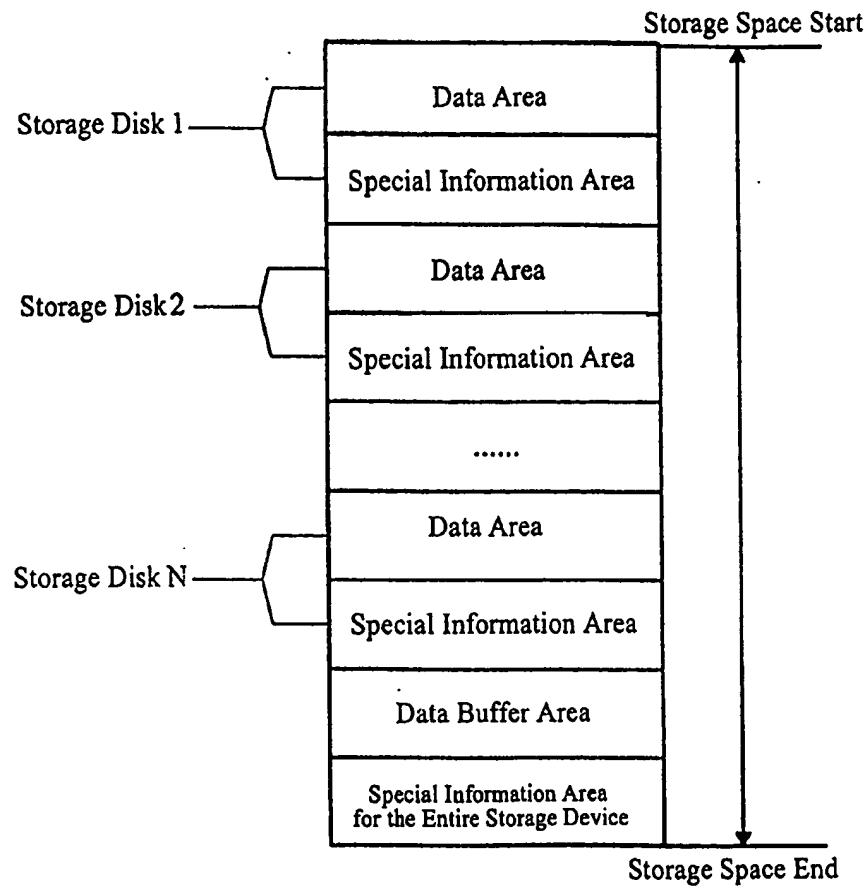 Storage Space Start
Data Area
Storage Disk 1
Special Information Area
Data Area
Storage Disk 2
Special Information Area
......
Data Area
Storage Disk N
Special Information Area
Data Buffer Area
Special Information Area
for the Entire Storage Device
Storage Space End